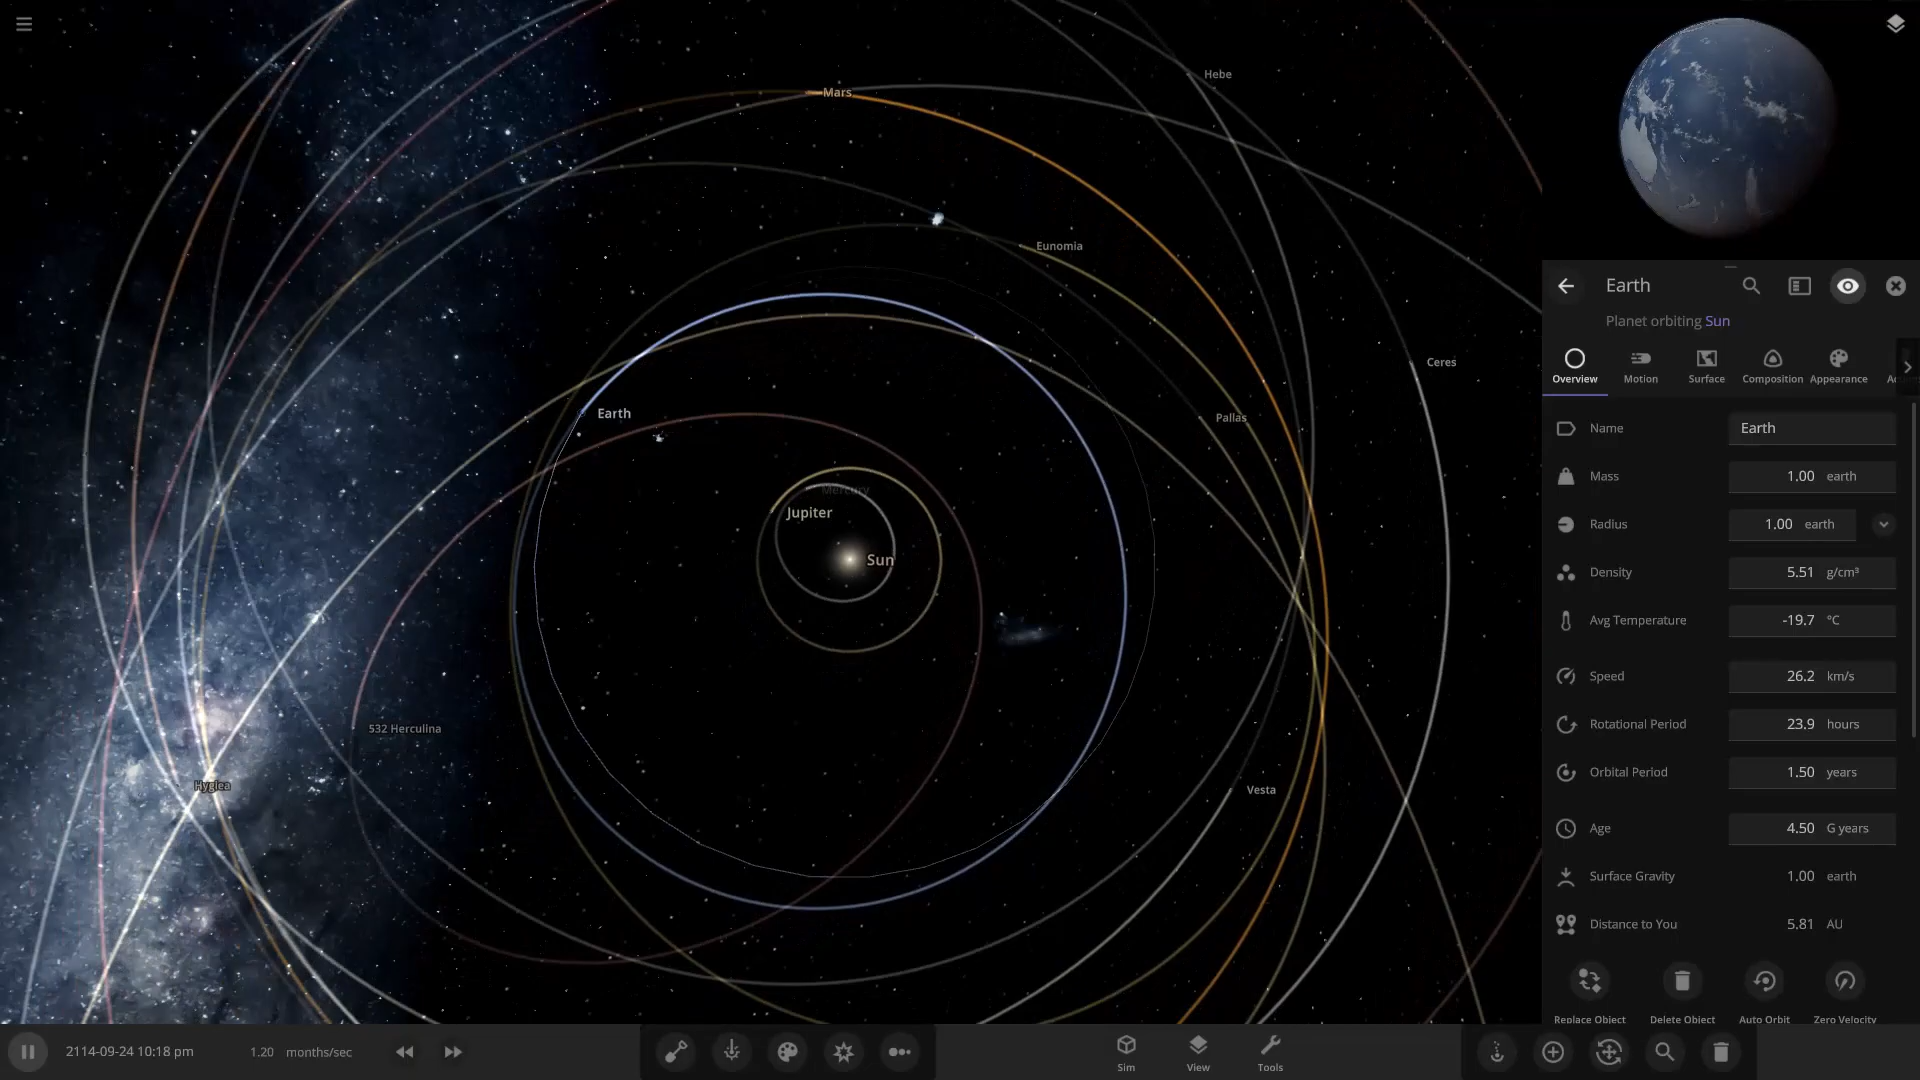 Hebe
Mars
Eunomia
Earth
Planet orbiting Sun
Overview
Motion
Surface
Composition
Appearance
Ceres
Earth
Pallas
Name
Earth
Mercury
Mass
1.00 earth
Jupiter
Radius
1.00 earth
Sun
Density
5.51 g/cm³
Avg Temperature
-19.7 °C
Speed
26.2 km/s
532 Herculina
Rotational Period
23.9 hours
Hygiea
Vesta
Orbital Period
1.50 years
Age
4.50 G years
Surface Gravity
1.00 earth
Distance to You
5.81 AU
Replace Object
Delete Object
Auto Orbit
Zero Velocity
2114-09-24 10:18 pm
1.20 months/sec
Sim
View
Tools